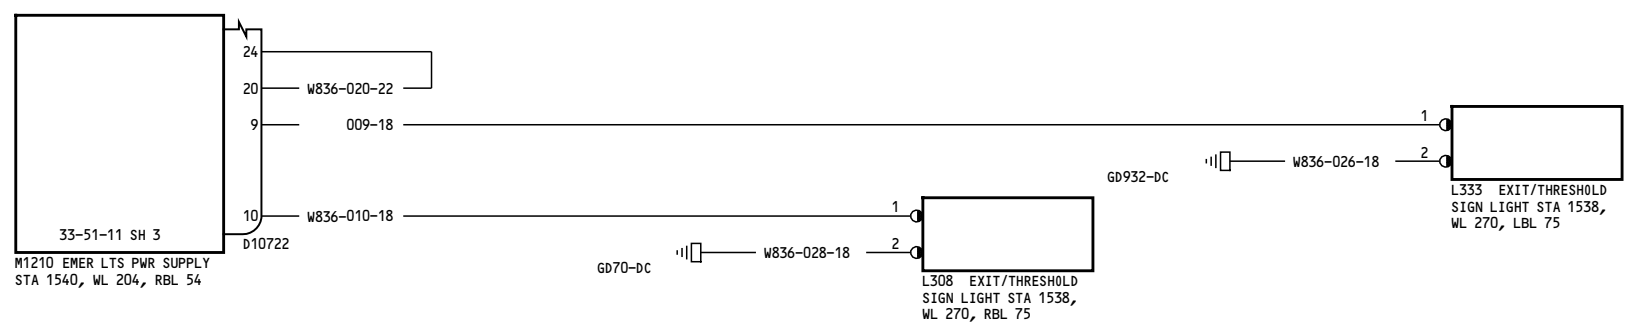 24
20 W836-020-22
9 009-18 1
W836-026-18 2
GD932-DC
L333 EXIT/THRESHOLD
SIGN LIGHT STA 1538,
WL 270, LBL 75
10 W836-010-18 1
33-51-11 SH 3
D10722
W836-028-18 2
GD70-DC
M1210 EMER LTS PWR SUPPLY
STA 1540, WL 204, RBL 54
L308 EXIT/THRESHOLD
SIGN LIGHT STA 1538,
WL 270, RBL 75